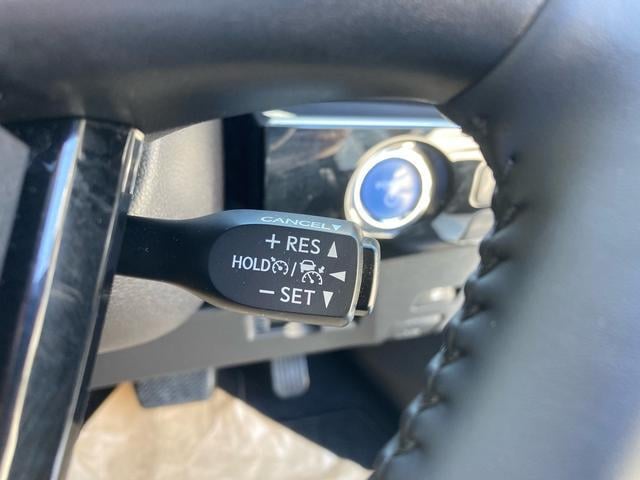 CANCEL
+ RES
HOLD /
− SET